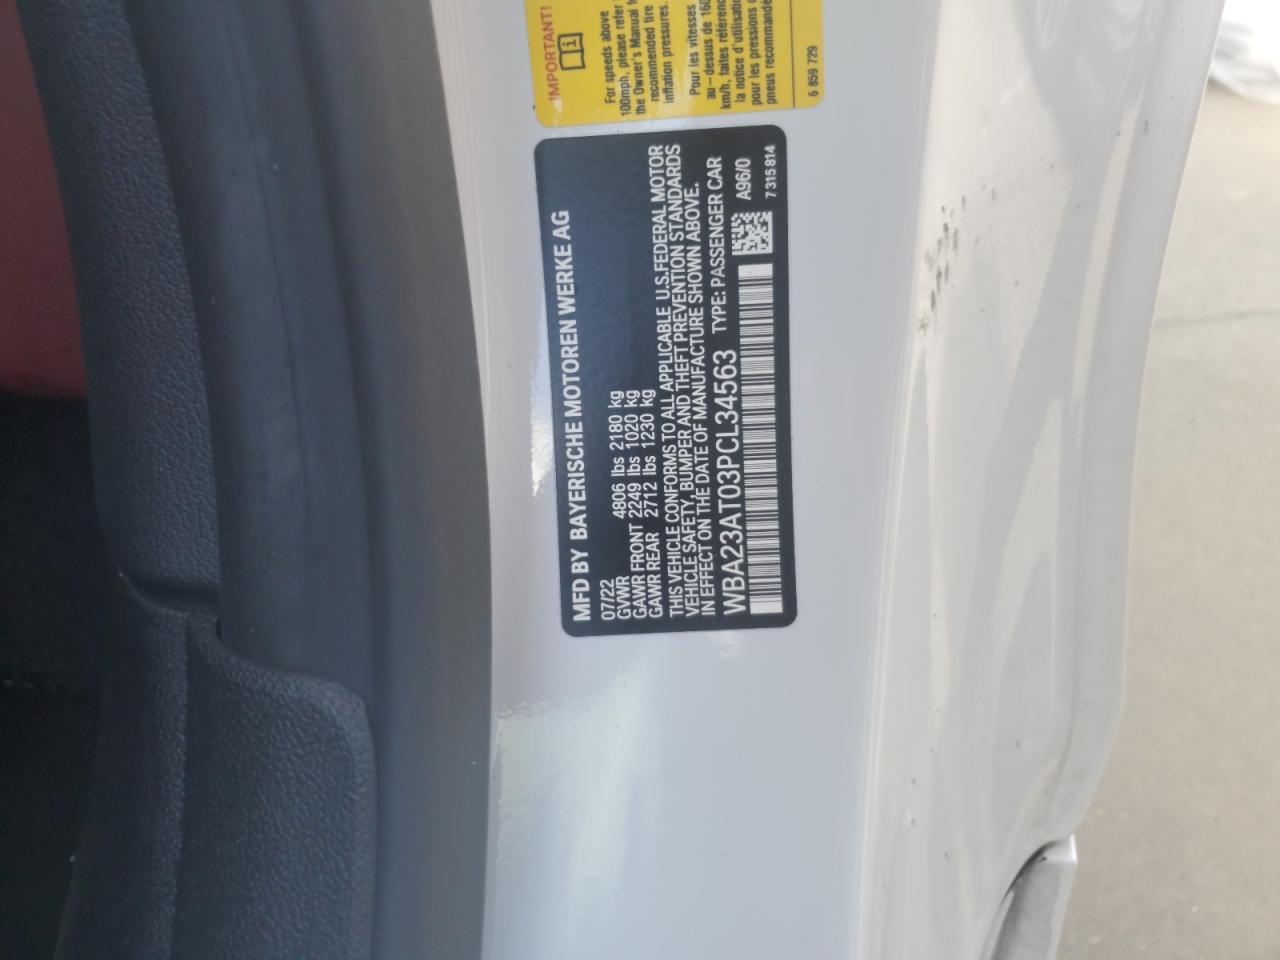 IMPORTANT!
For speeds above
100mph, please refer
the Owner's Manual
recommended tire
inflation pressures.
Pour les vitesses
au-dessus de 160
km/h, faites
la notice d'utilisation
pour les pressions
pneus
6 859 729
MFD BY BAYERISCHE MOTOREN WERKE AG
07/22
GVWR 4806 lbs 2180 kg
GAWR FRONT 2249 lbs 1020 kg
GAWR REAR 2712 lbs 1230 kg
THIS VEHICLE CONFORMS TO ALL APPLICABLE U.S.FEDERAL MOTOR
VEHICLE SAFETY, BUMPER AND THEFT PREVENTION STANDARDS
IN EFFECT ON THE DATE OF MANUFACTURE SHOWN ABOVE.
WBA23AT03PCL34563 TYPE: PASSENGER CAR
A96/0
7 315 814